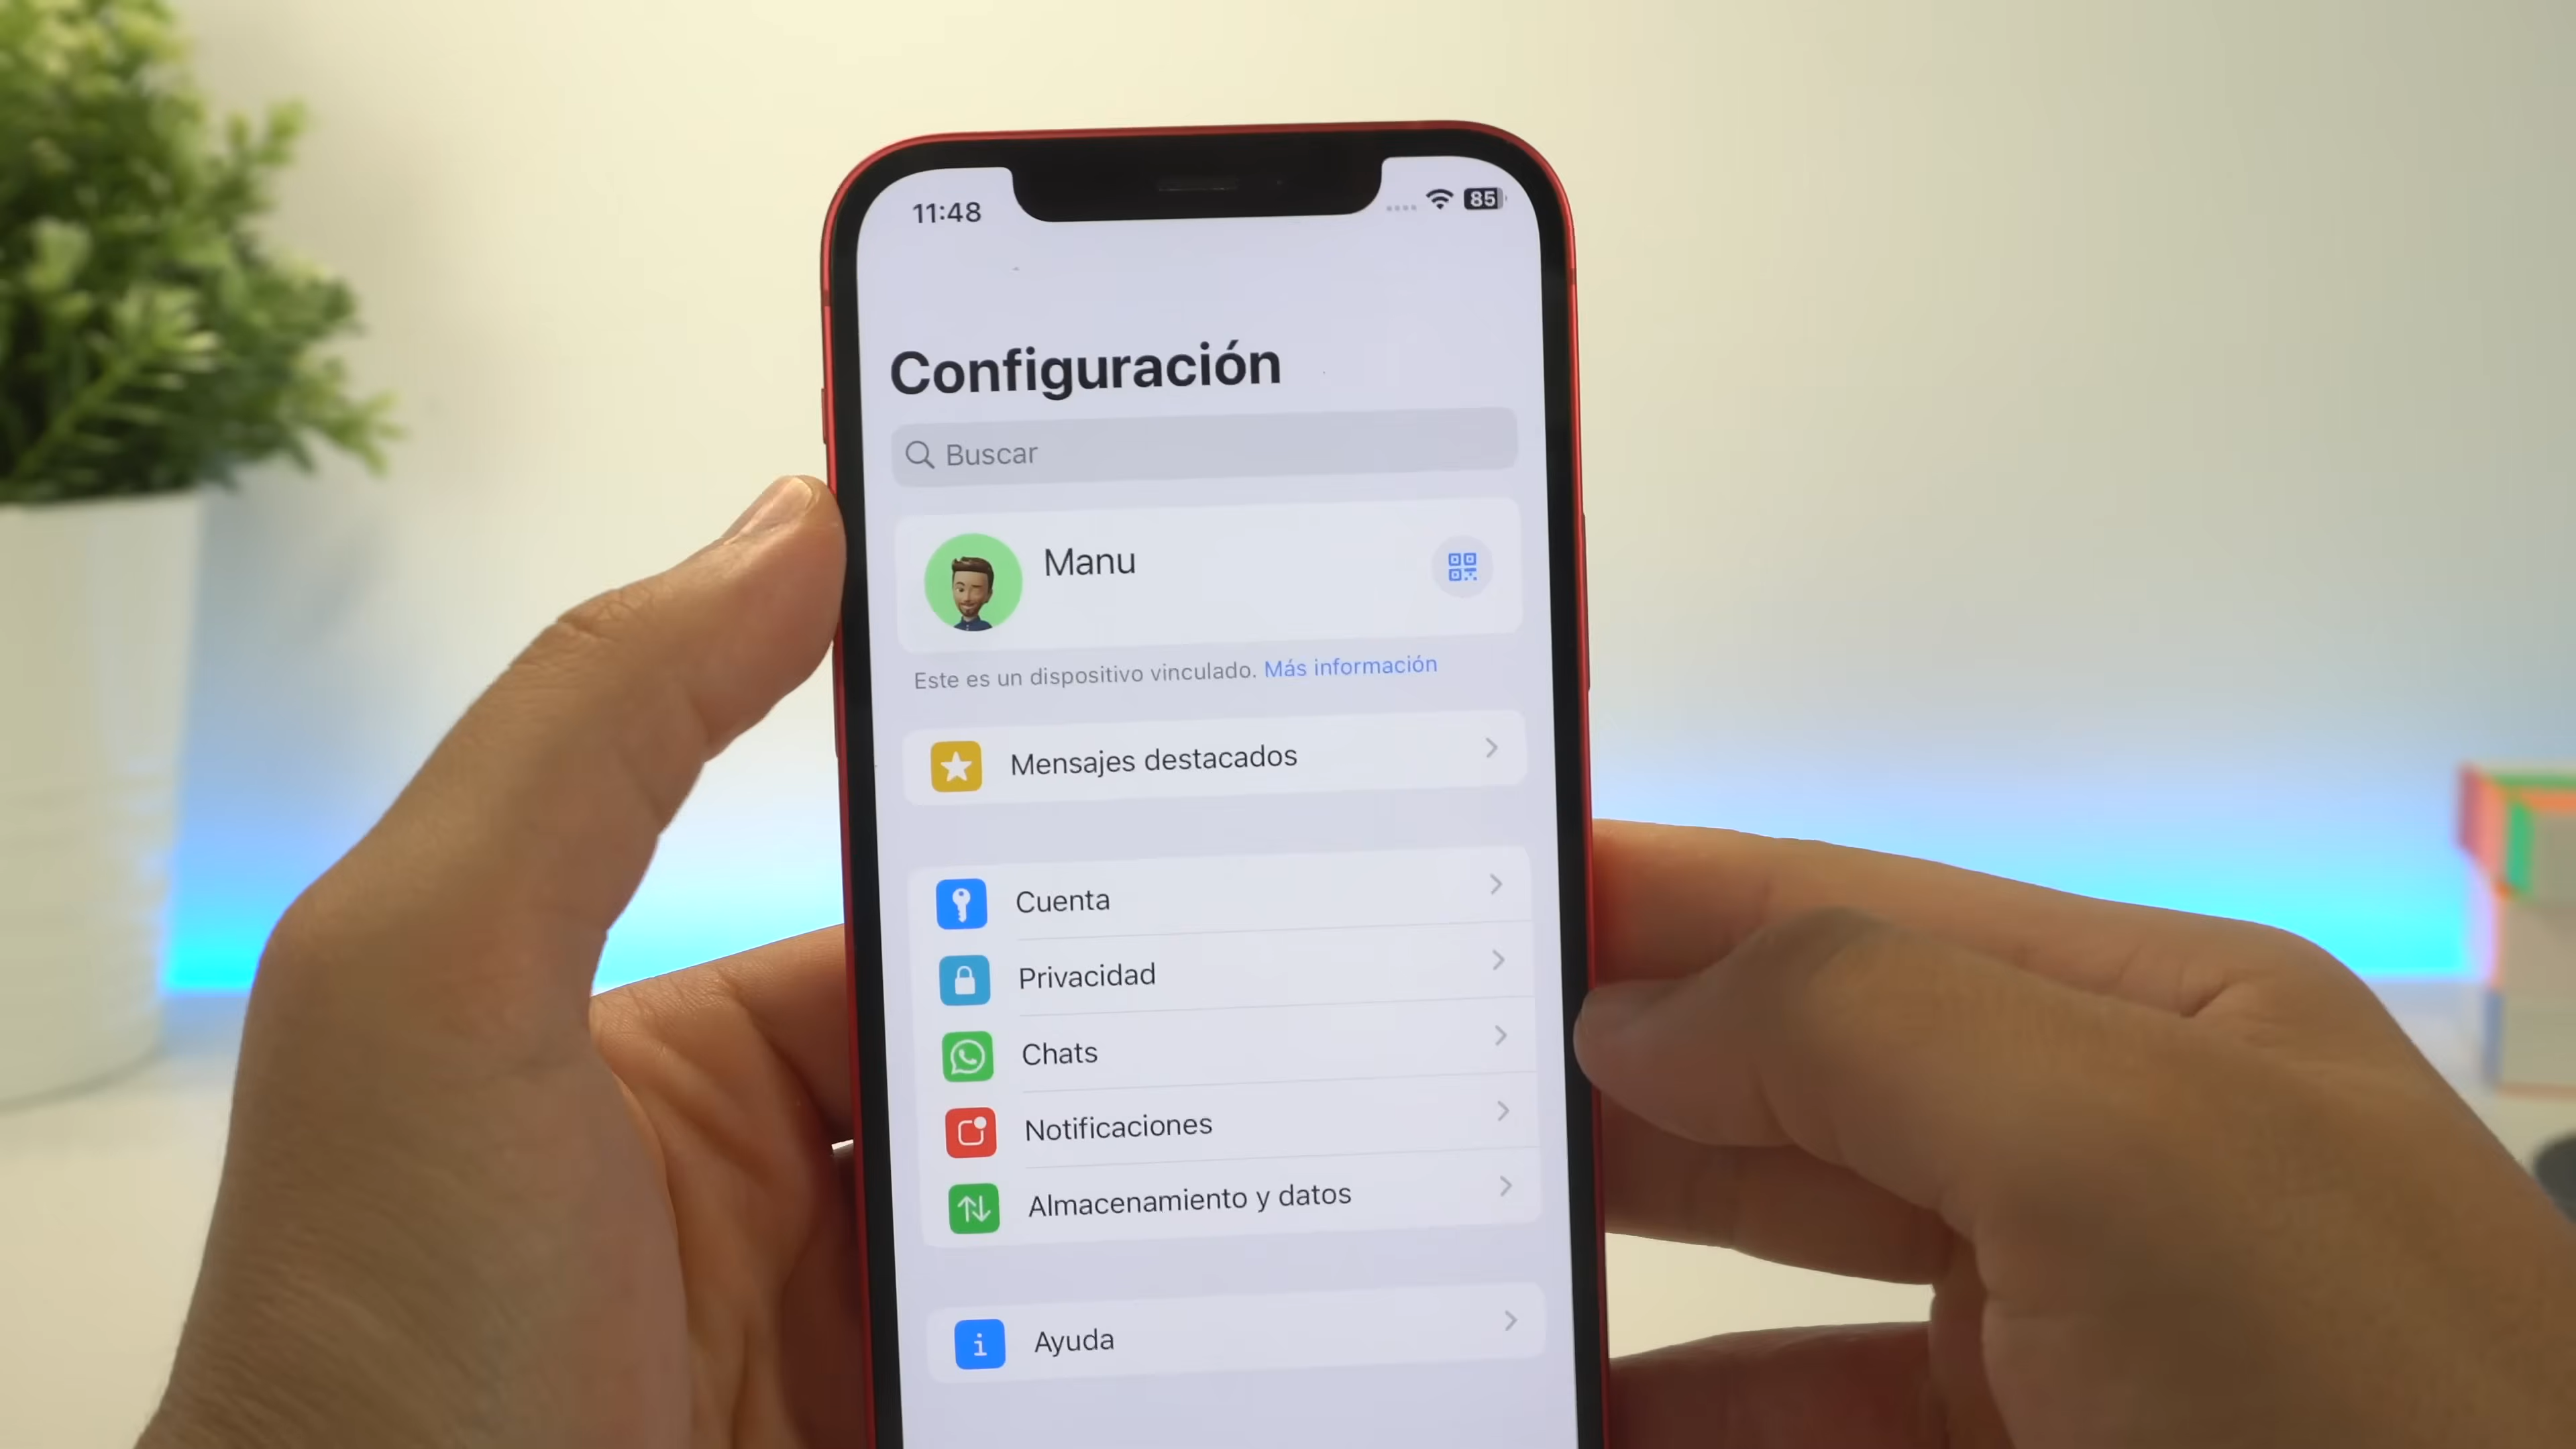 11:48
85
Configuración
Buscar
Manu
Este es un dispositivo vinculado. Más información
Mensajes destacados
Cuenta
Privacidad
Chats
Notificaciones
Almacenamiento y datos
Ayuda